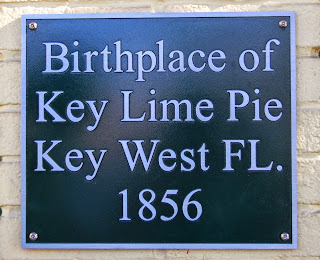 Birthplace of
Key Lime Pie
Key West FL.
1856